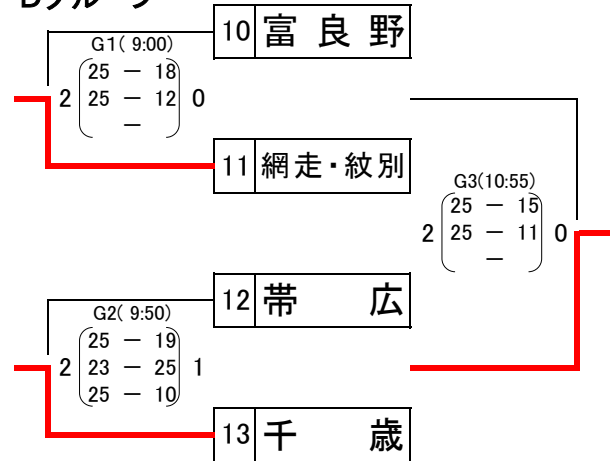 10 富良野
G1( 9:00)
25 － 18
2 25 － 12 0
－
11 網走・紋別
G3(10:55)
25 － 15
2 25 － 11 0
－
12 帯広
G2( 9:50)
25 － 19
2 23 － 25 1
25 － 10
13 千歳